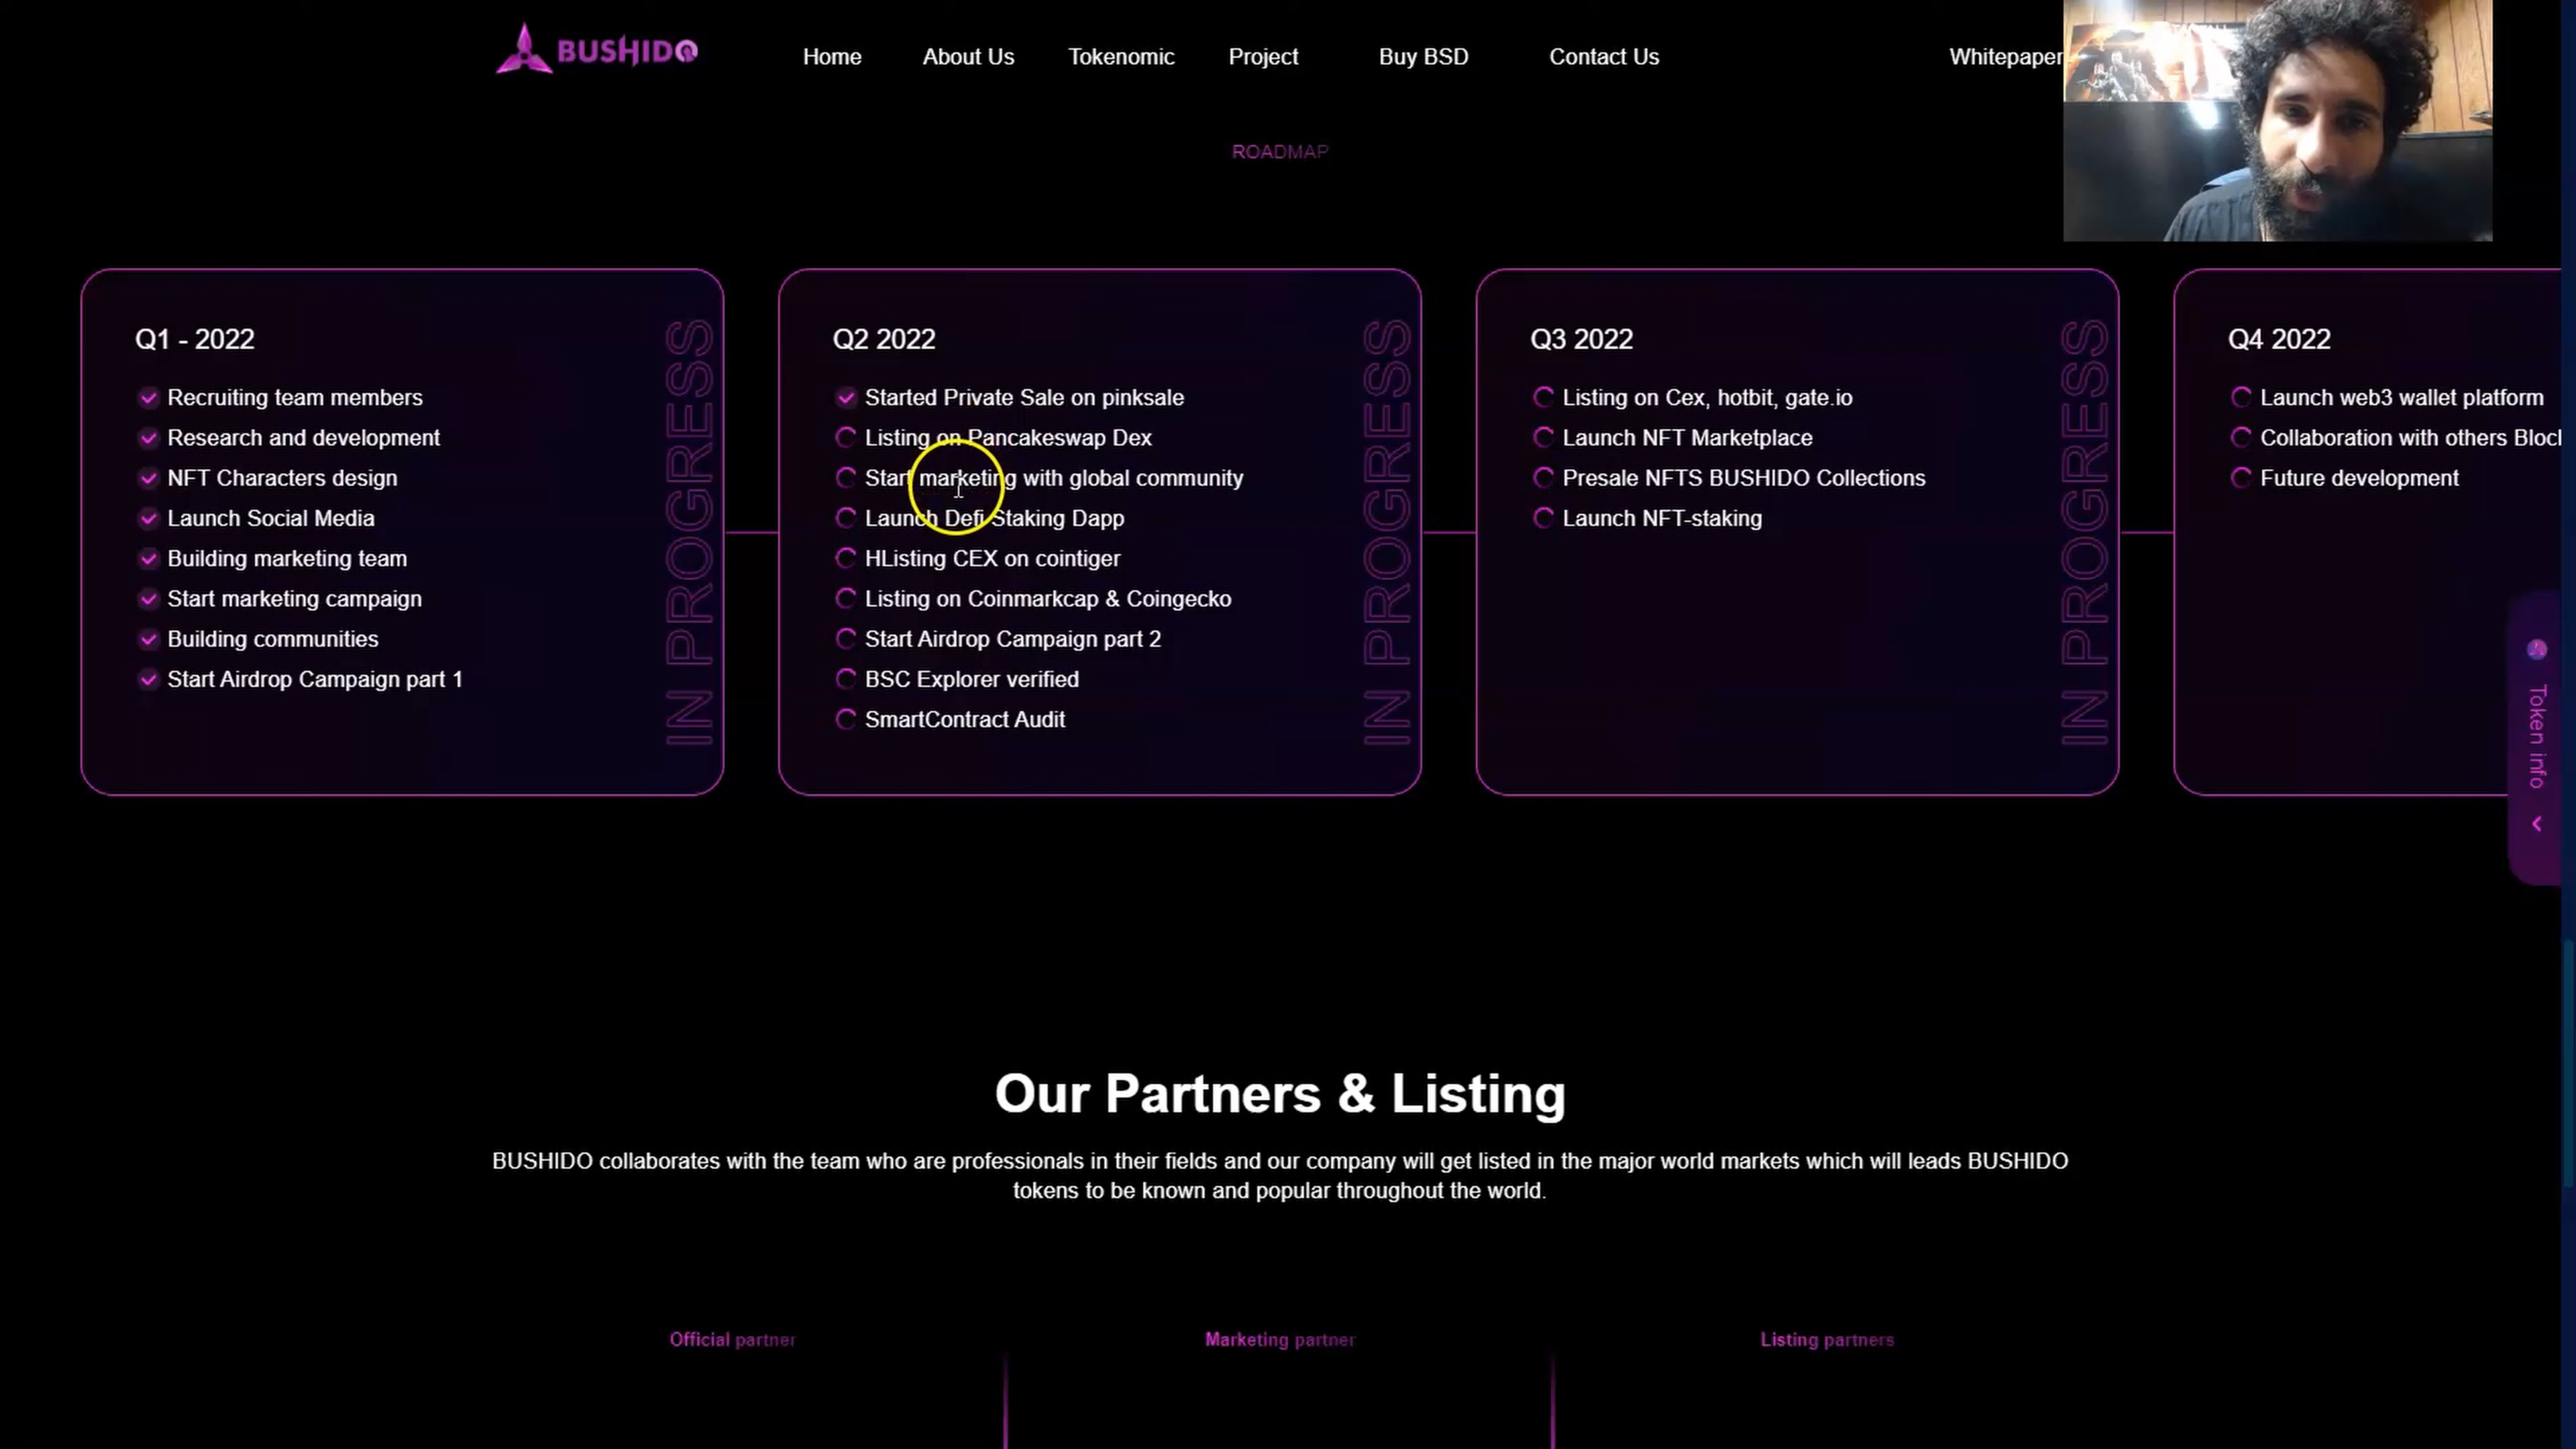 BUSHIDO
Home
About Us
Tokenomic
Project
Buy BSD
Contact Us
Whitepaper
ROADMAP
Q1 - 2022
Recruiting team members
Research and development
NFT Characters design
Launch Social Media
Building marketing team
Start marketing campaign
Building communities
Start Airdrop Campaign part 1
IN PROGRESS
Q2 2022
Started Private Sale on pinksale
Listing on Pancakeswap Dex
Start marketing with global community
Launch Defi Staking Dapp
HListing CEX on cointiger
Listing on Coinmarkcap & Coingecko
Start Airdrop Campaign part 2
BSC Explorer verified
SmartContract Audit
IN PROGRESS
Q3 2022
Listing on Cex, hotbit, gate.io
Launch NFT Marketplace
Presale NFTS BUSHIDO Collections
Launch NFT-staking
IN PROGRESS
Q4 2022
Launch web3 wallet platform
Collaboration with others Bloc
Future development
Token info
Our Partners & Listing
BUSHIDO collaborates with the team who are professionals in their fields and our company will get listed in the major world markets which will leads BUSHIDO
tokens to be known and popular throughout the world.
Official partner
Marketing partner
Listing partners